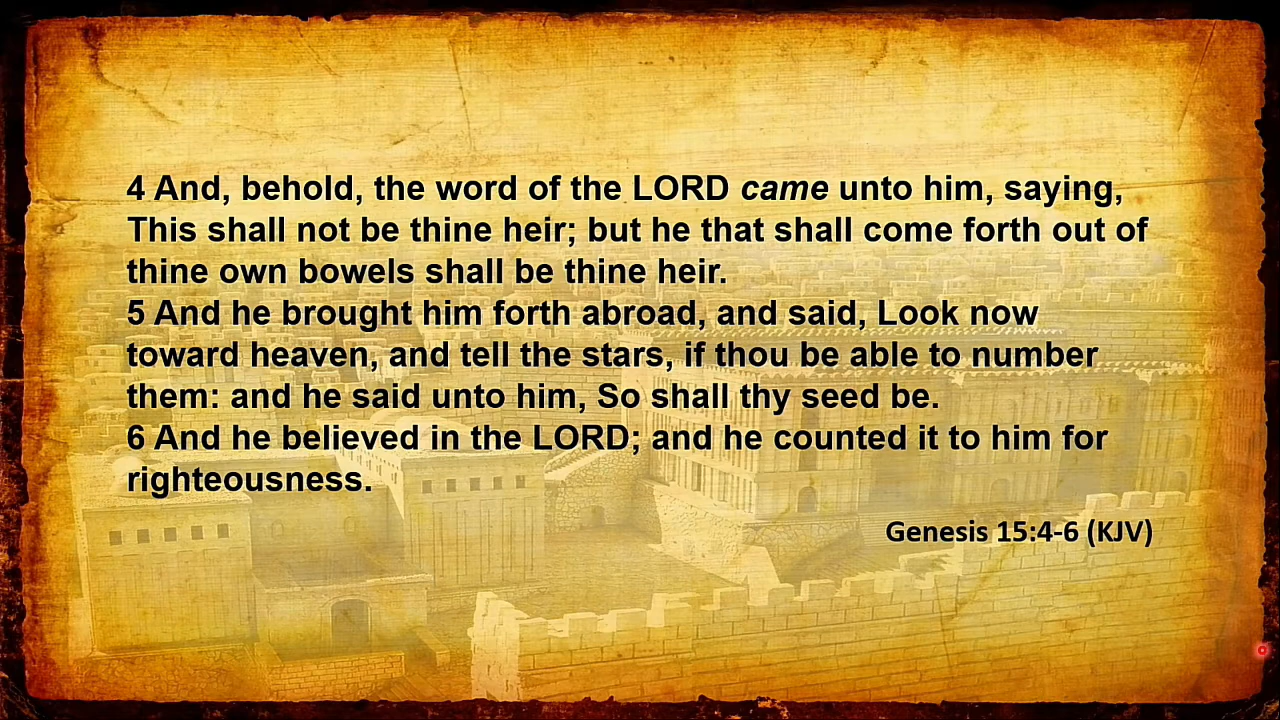 4 And, behold, the word of the LORD came unto him, saying,
This shall not be thine heir; but he that shall come forth out of
thine own bowels shall be thine heir.
5 And he brought him forth abroad, and said, Look now
toward heaven, and tell the stars, if thou be able to number
them: and he said unto him, So shall thy seed be.
6 And he believed in the LORD; and he counted it to him for
righteousness.
Genesis 15:4-6 (KJV)